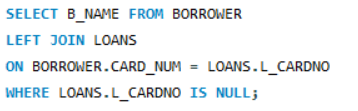 SELECT B_NAME FROM BORROWER
LEFT JOIN LOANS
ON BORROWER.CARD_NUM = LOANS.L_CARDNO
WHERE LOANS.L_CARDNO IS NULL;